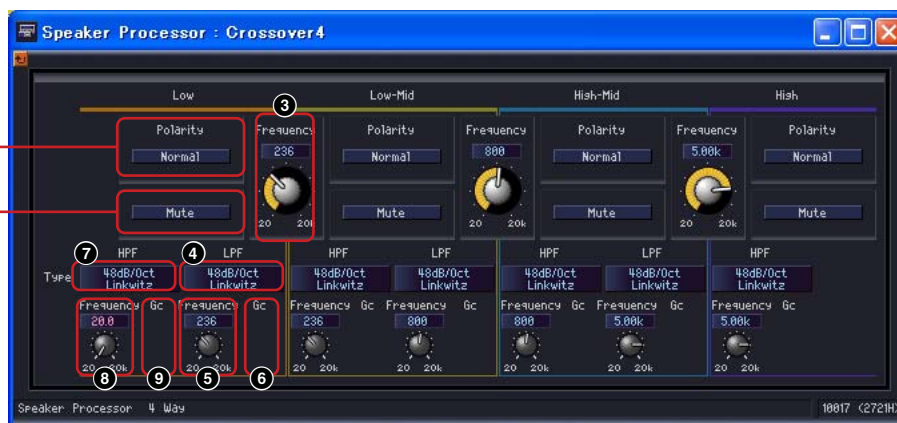 Speaker Processor : Crossover4
Low Low-Mid High-Mid High
3
Polarity Frequency Polarity Frequency Polarity Frequency Polarity
Normal 236 Normal 800 Normal 5.00k Normal
Mute 20 20k Mute 20 20k Mute 20 20k Mute
7 HPF 4 LPF HPF LPF HPF LPF HPF
Type 48dB/Oct 48dB/Oct 48dB/Oct 48dB/Oct 48dB/Oct 48dB/Oct 48dB/Oct
Linkwitz Linkwitz Linkwitz Linkwitz Linkwitz Linkwitz Linkwitz
Frequency Gc Frequency Gc Frequency Gc Frequency Gc Frequency Gc Frequency Gc Frequency Gc
20.0 236 236 800 800 5.00k 5.00k
20 20k 20 20k 20 20k 20 20k 20 20k 20 20k 20 20k
8 9 5 6
Speaker Processor 4 Way 10017 (2721H)